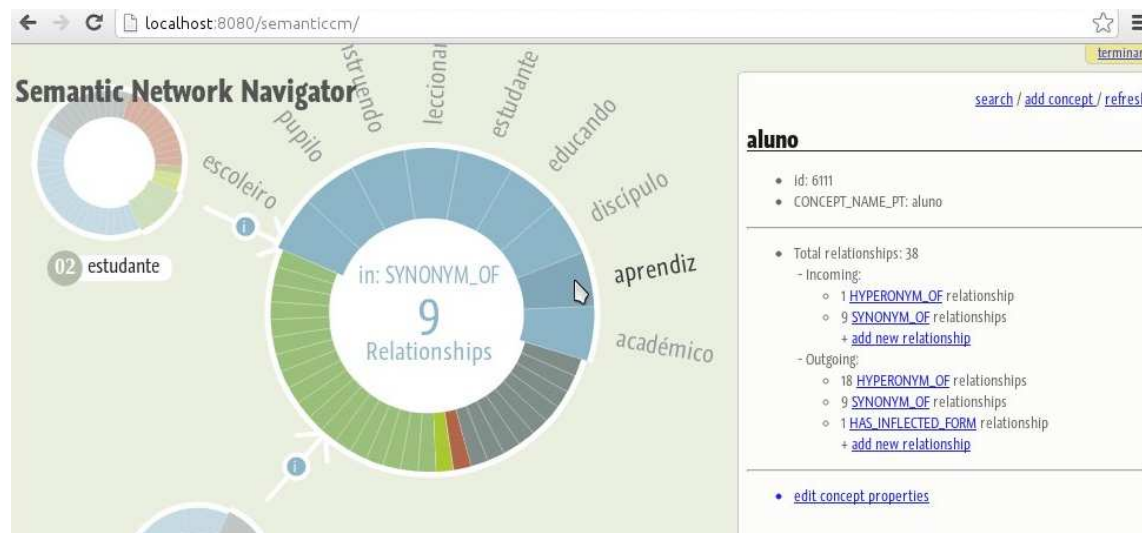 localhost:8080/semanticcm/
terminar
Semantic Network Navigator
escoleiro
pupilo
estudante
educando
discípulo
aprendiz
académico
in: SYNONYM_OF
9
Relationships
i
02 estudante
i
search / add concept / refresh
aluno
id: 6111
CONCEPT_NAME_PT: aluno
Total relationships: 38
- Incoming:
1 HYPERONYM_OF relationship
9 SYNONYM_OF relationships
+ add new relationship
- Outgoing:
18 HYPERONYM_OF relationships
9 SYNONYM_OF relationships
1 HAS_INFLECTED_FORM relationship
+ add new relationship
edit concept properties